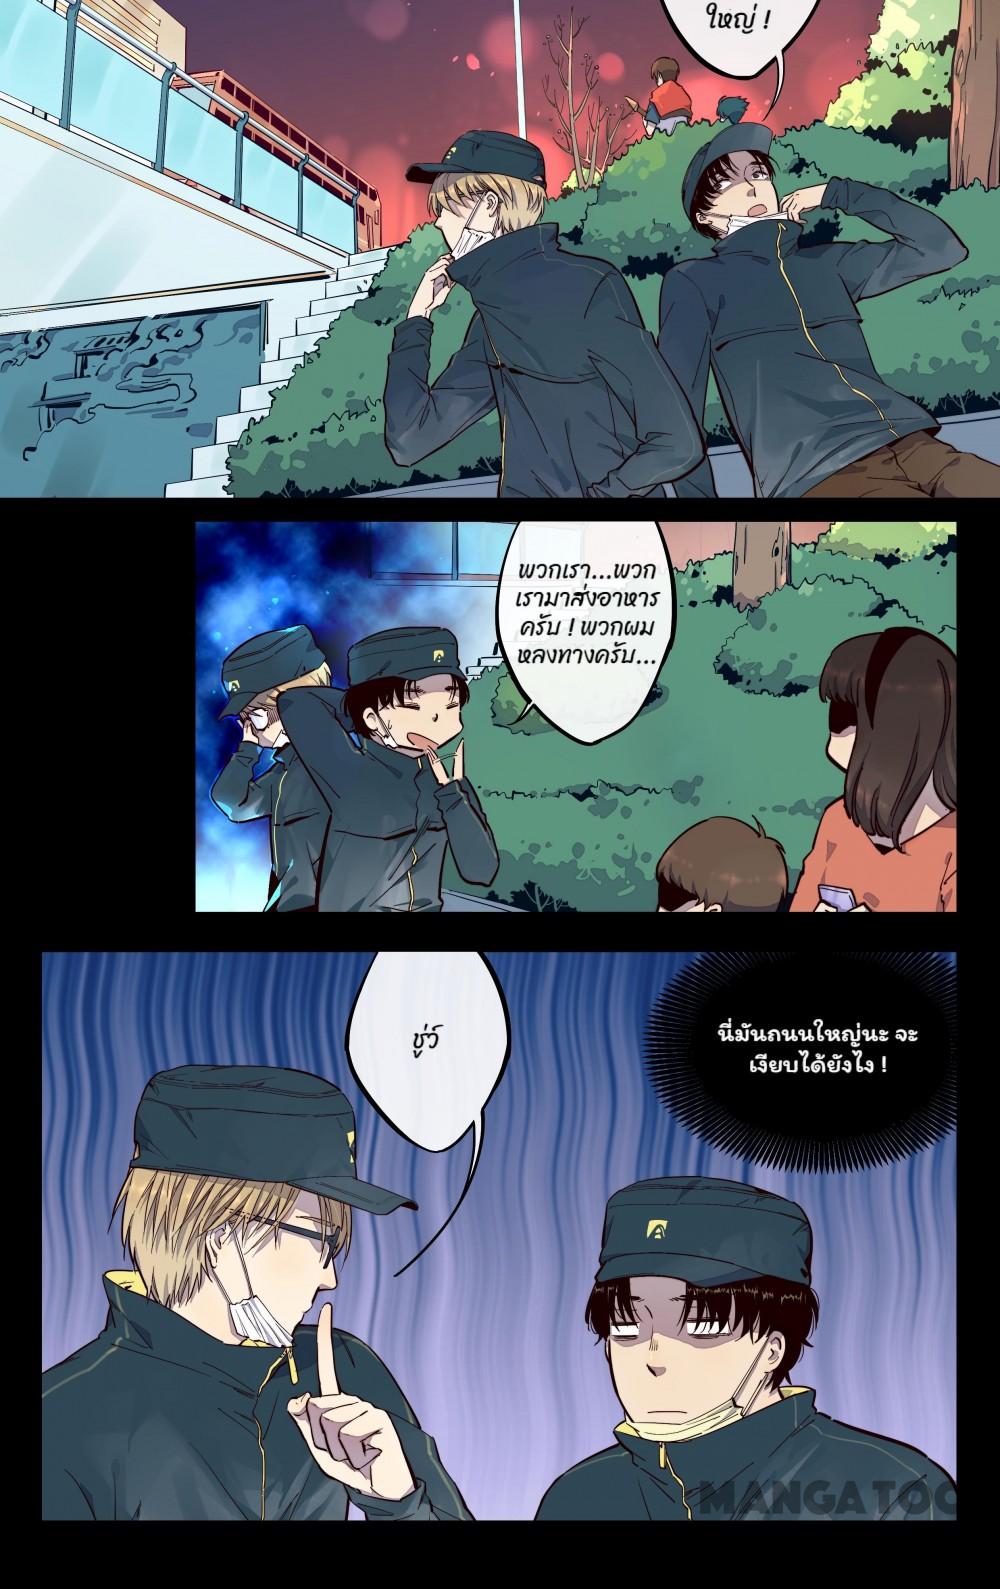 ใหญ่ !
พวกเรา...พวก
เรามาส่งอาหาร
ครับ ! พวกผม
หลงทางครับ...
ชู่ว์
นี่มันถนนใหญ่นะ จะ
เงียบได้ยังไง !
MANGA TOO